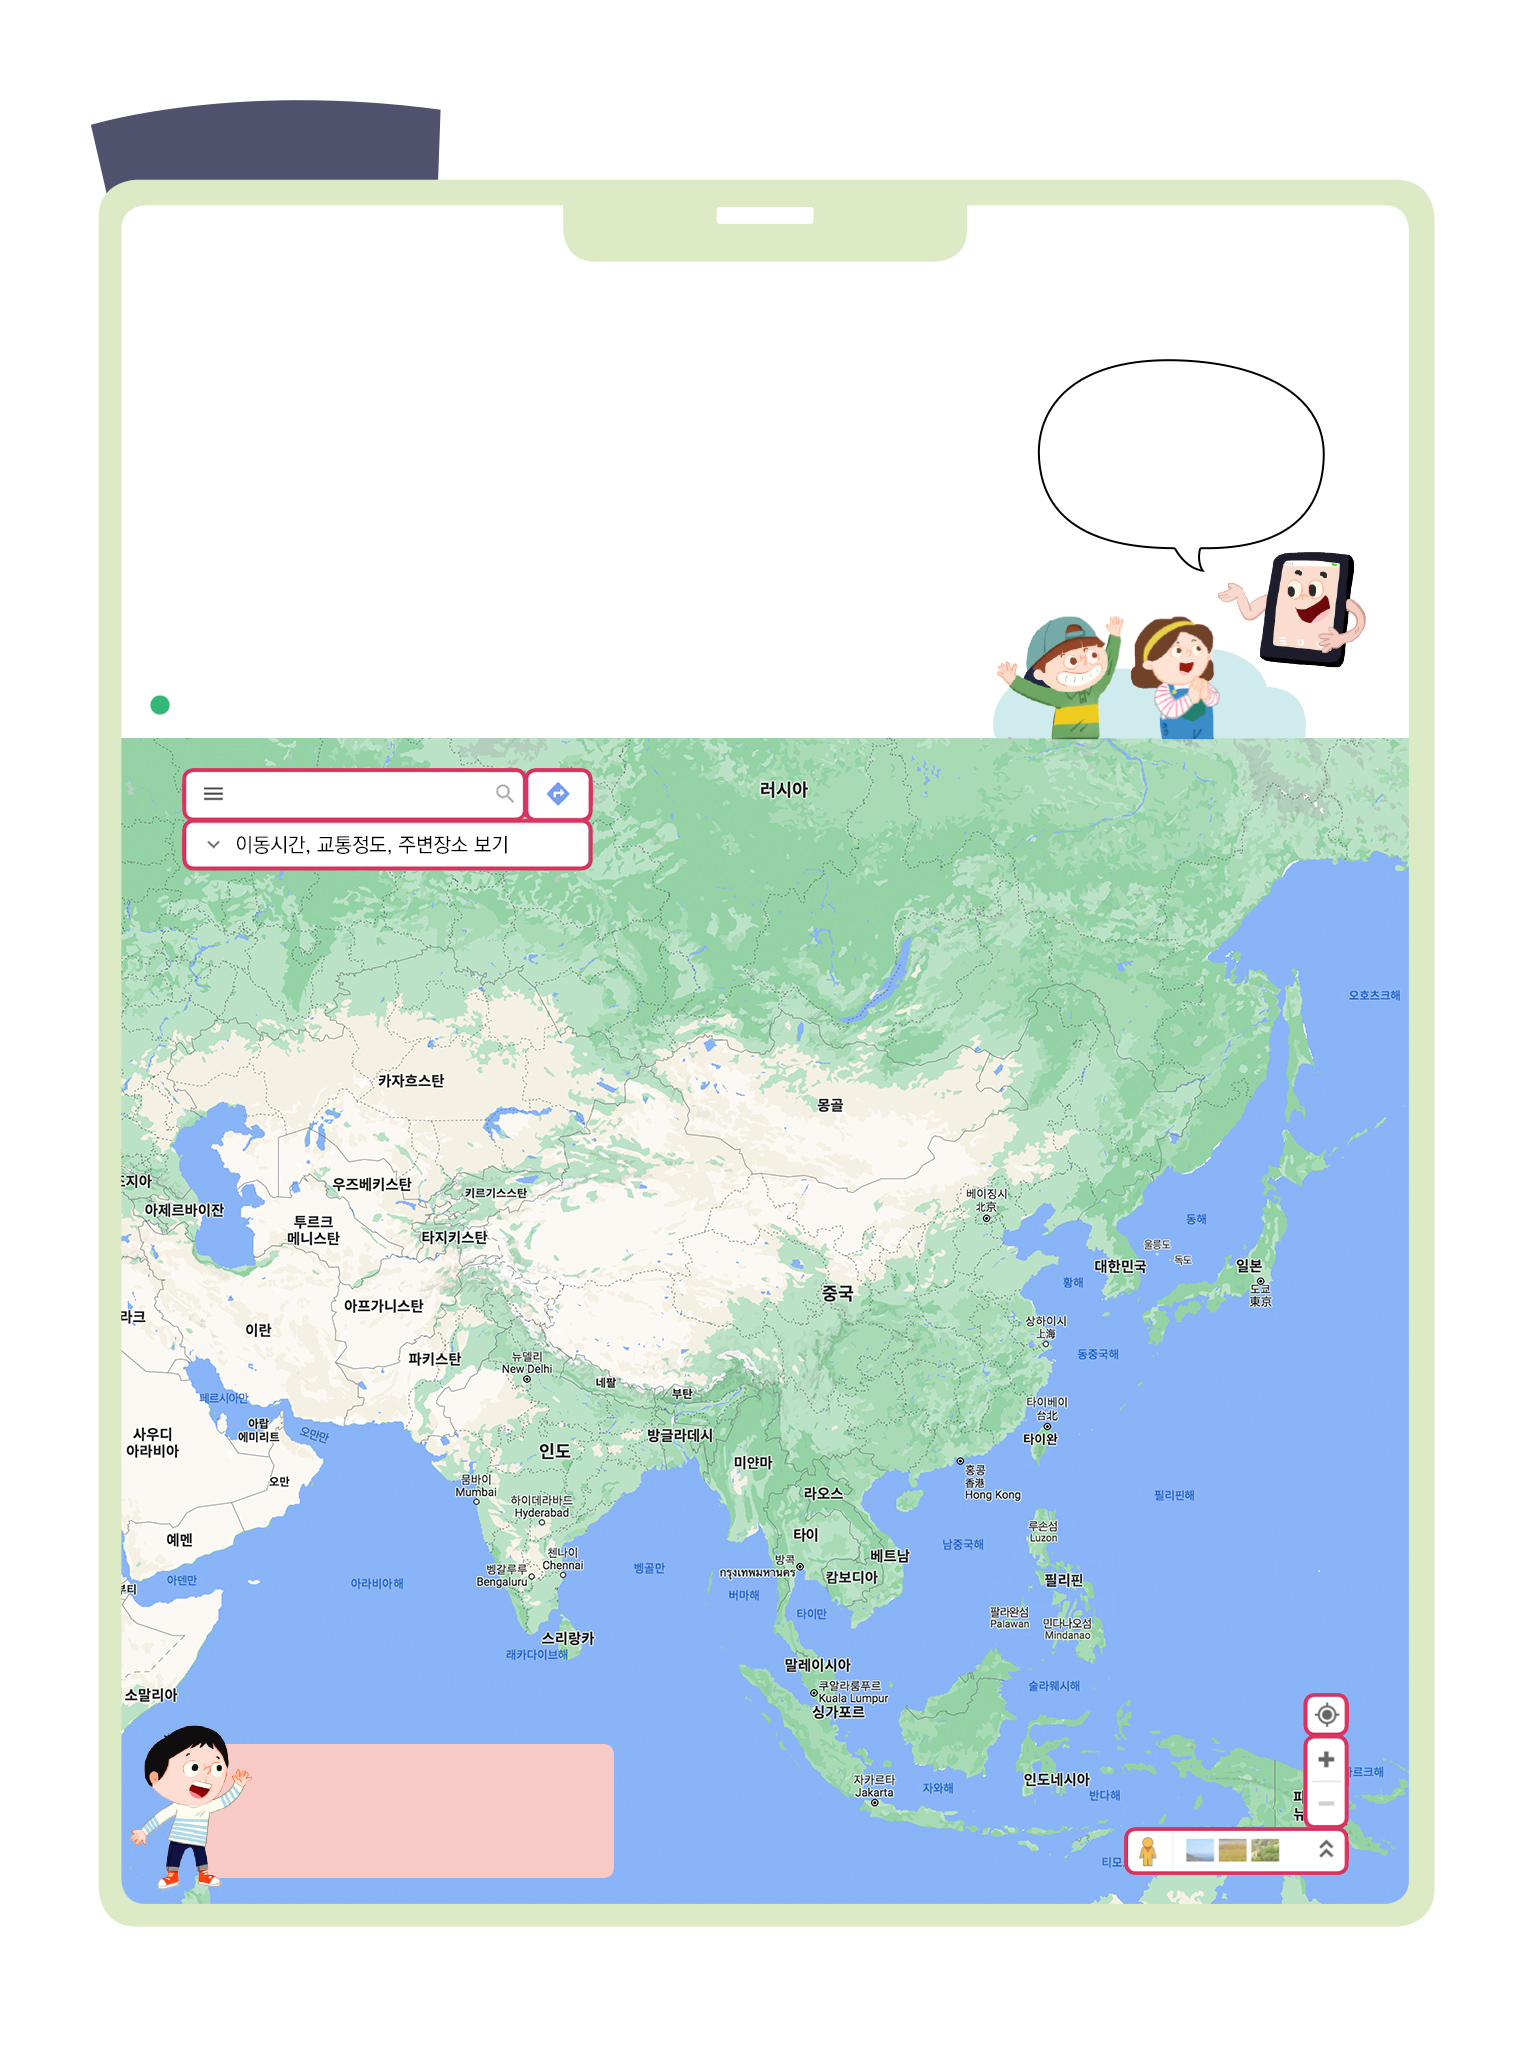 러시아
이동시간, 교통정도, 주변장소 보기
오호츠크해
카자흐스탄
몽골
우즈베키스탄
키르기스스탄
베이징시
北京
아제르바이잔
투르크
메니스탄
타지키스탄
동해
울릉도
독도
대한민국
일본
도쿄
東京
황해
중국
아프가니스탄
이란
라크
상하이시
上海
동중국해
파키스탄
뉴델리
New Delhi
네팔
부탄
페르시아만
아랍
에미리트
오만만
사우디
아라비아
방글라데시
인도
타이베이
台北
타이완
미얀마
오만
뭄바이
Mumbai
하이데라바드
Hyderabad
라오스
홍콩
香港
Hong Kong
필리핀해
예멘
타이
루손섬
Luzon
남중국해
베트남
첸나이
Chennai
벵갈루루
Bengaluru
벵골만
방콕
กรุงเทพมหานคร
캄보디아
필리핀
아덴만
아라비아해
버마해
타이만
팔라완섬
Palawan
민다나오섬
Mindanao
스리랑카
래카다이브해
말레이시아
쿠알라룸푸르
Kuala Lumpur
싱가포르
술라웨시해
소말리아
자카르타
Jakarta
자와해
인도네시아
반다해